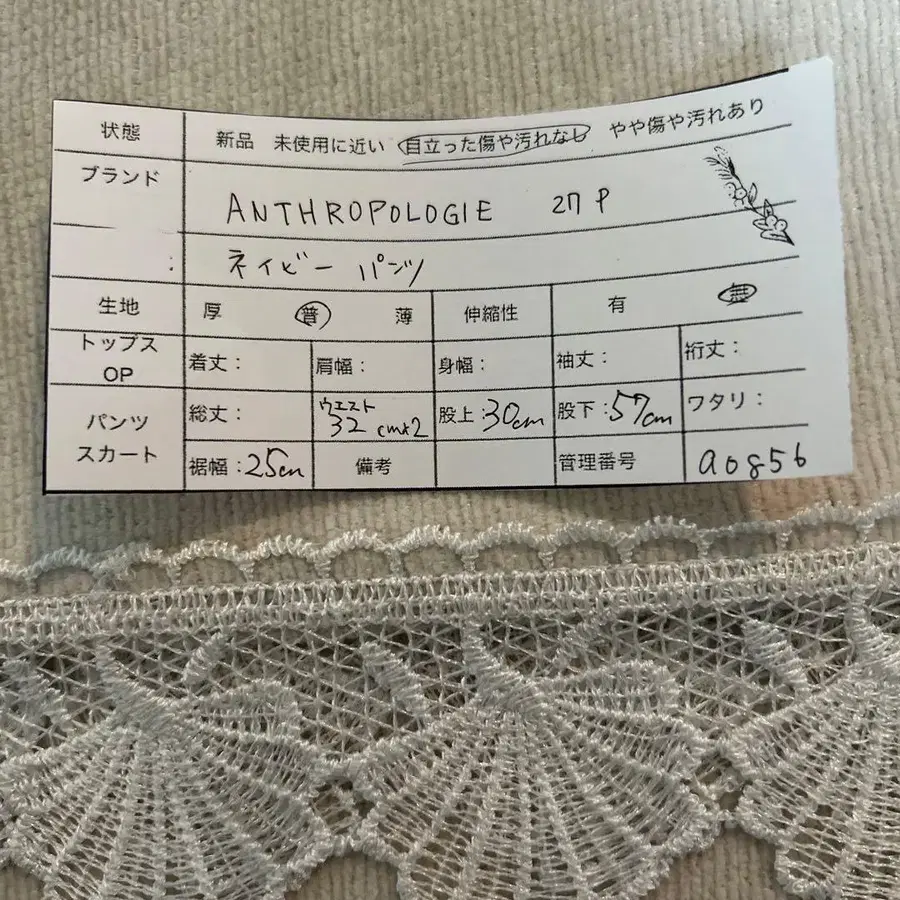 状態 新品 未使用に近い 目立った傷や汚れなし やや傷や汚れあり
ブランド ANTHROPOLOGIE 27 P
: ネイビー パンツ
生地 厚 普 薄 伸縮性 有 無
トップス OP 着丈: 肩幅: 身幅: 袖丈: 裄丈:
パンツ スカート 総丈: ウエスト 32 cm×2 股上:30cm 股下:57cm ワタリ:
裾幅:25cm 備考 管理番号 a0856